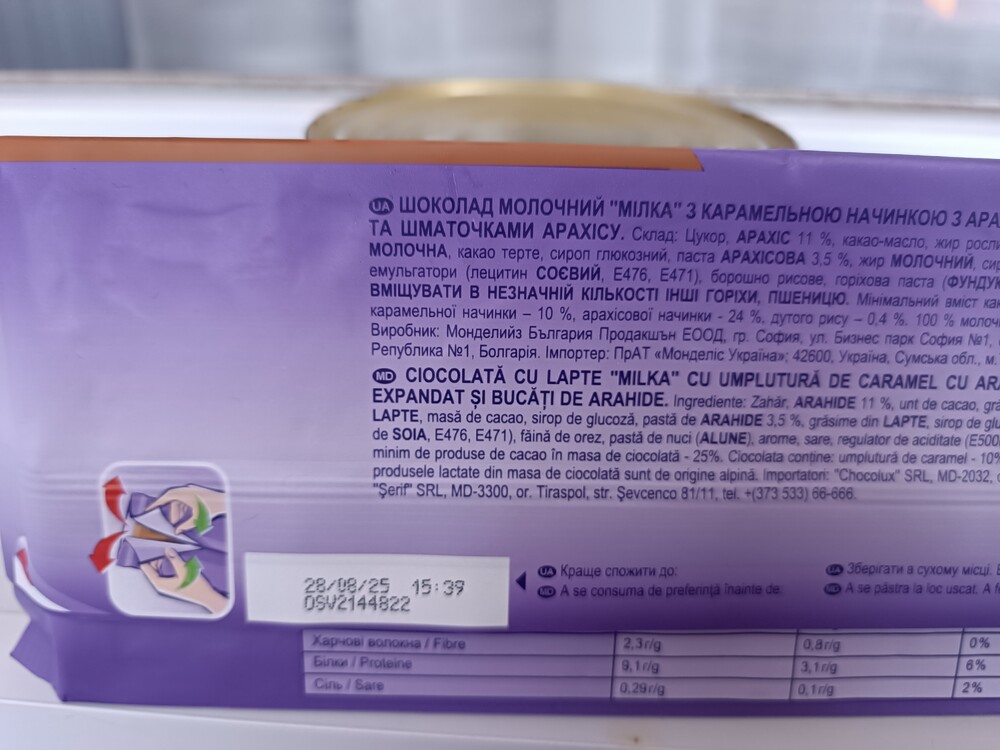 UA ШОКОЛАД МОЛОЧНИЙ "МІЛКА" З КАРАМЕЛЬНОЮ НАЧИНКОЮ З АРА
ТА ШМАТОЧКАМИ АРАХІСУ. Склад: Цукор, АРАХІС 11 %, какао-масло, жир росли
МОЛОЧНА, какао терте, сироп глюкозний, паста АРАХІСОВА 3,5 %, жир МОЛОЧНИЙ, сир
емульгатори (лецитин СОЄВИЙ, Е476, Е471), борошно рисове, горіхова паста (ФУНДУК
ВМІЩУВАТИ В НЕЗНАЧНІЙ КІЛЬКОСТІ ІНШІ ГОРІХИ, ПШЕНИЦЮ. Мінімальний вміст как
карамельної начинки – 10 %, арахісової начинки - 24 %, дутого рису – 0,4 %. 100 % молоч
Виробник: Монделийз България Продакшън ЕООД, гр. София, ул. Бизнес парк София №1,
Република №1, Болгарія. Імпортер: ПрАТ «Монделіс Україна»; 42600, Україна, Сумська обл., м.
MD CIOCOLATĂ CU LAPTE "MILKA" CU UMPLUTURĂ DE CARAMEL CU ARA
EXPANDAT ȘI BUCĂȚI DE ARAHIDE. Ingrediente: Zahăr, ARAHIDE 11 %, unt de cacao, gră
LAPTE, masă de cacao, sirop de glucoză, pastă de ARAHIDE 3,5 %, grăsime din LAPTE, sirop de glu
de SOIA, E476, E471), făină de orez, pastă de nuci (ALUNE), arome, sare, regulator de aciditate (E500
minim de produse de cacao în masa de ciocolată - 25%. Ciocolata conține: umplutură de caramel - 10%
produsele lactate din masa de ciocolată sunt de origine alpină. Importatori: "Chocolux" SRL, MD-2032,
"Șerif" SRL, MD-3300, or. Tiraspol, str. Șevcenco 81/11, tel. +(373 533) 66-666.
28/08/25 15:39
OSV2144822
UA Краще спожити до:
MD A se consuma de preferință înainte de:
UA Зберігати в сухому місці.
MD A se păstra la loc uscat. A
Харчові волокна / Fibre 2,3г/g 0,8г/g 0%
Білки / Proteine 9,1г/g 3,1г/g 6%
Сіль / Sare 0,29г/g 0,1г/g 2%